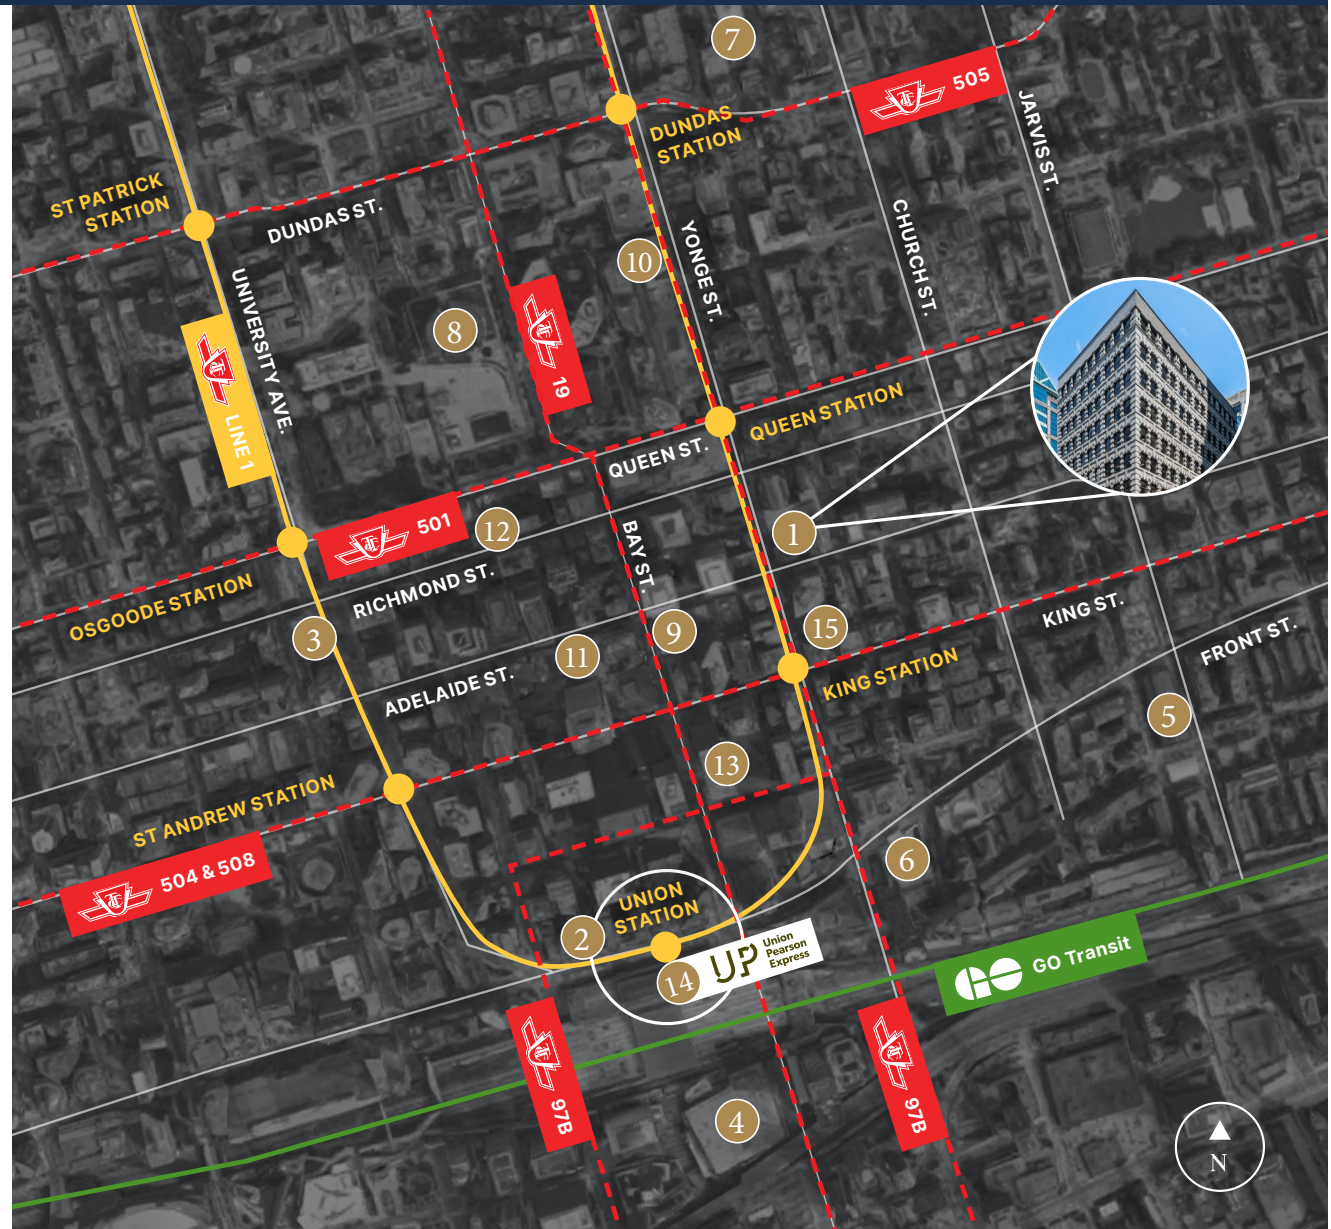 7
505
DUNDAS
STATION
JARVIS ST.
ST PATRICK
STATION
DUNDAS ST.
CHURCH ST.
YONGE ST.
10
UNIVERSITY AVE.
8
19
LINE 1
QUEEN STATION
QUEEN ST.
501
12
1
BAY ST.
OSGOODE STATION
RICHMOND ST.
3
9
15
KING ST.
11
FRONT ST.
ADELAIDE ST.
KING STATION
5
13
ST ANDREW STATION
504 & 508
6
UNION
STATION
2
14
UP
Union
Pearson
Express
GO Transit
97B
97B
4
N